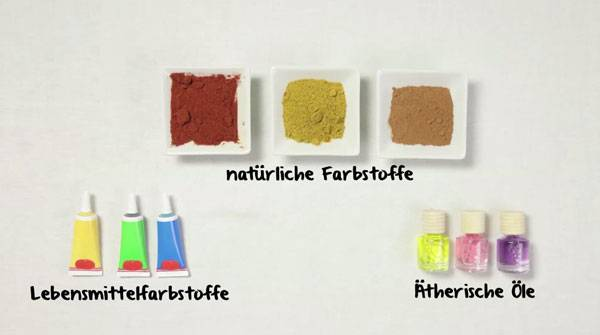 natürliche Farbstoffe
Lebensmittelfarbstoffe
Ätherische Öle